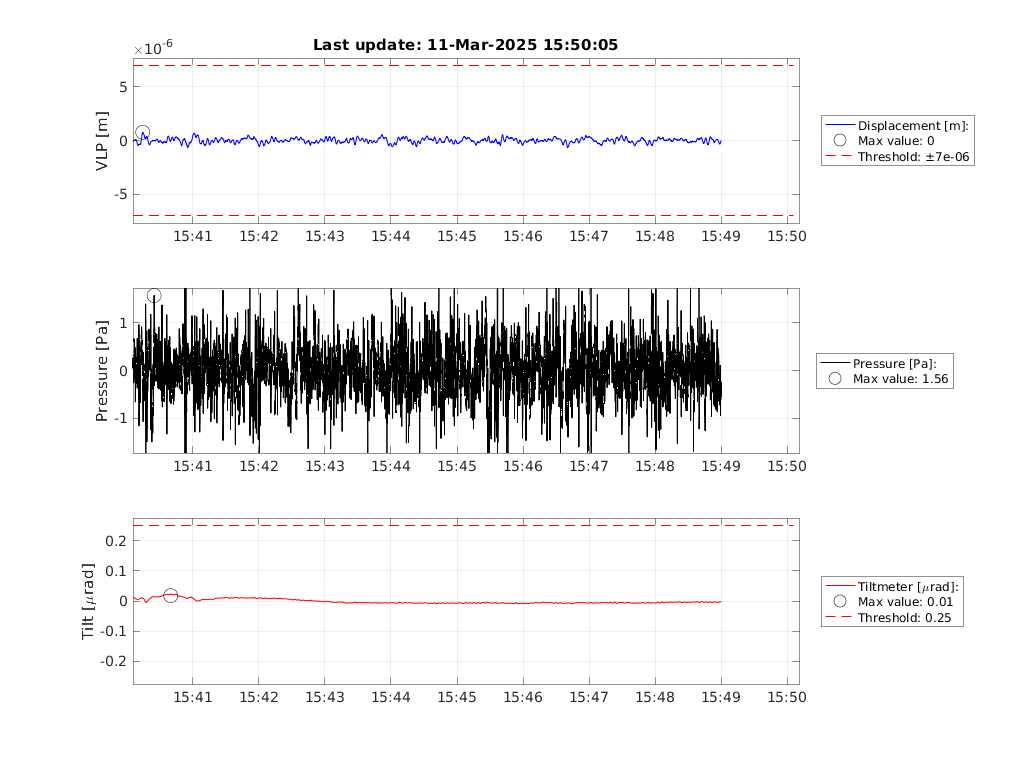 Last update: 11-Mar-2025 15:50:05
×10-6
VLP [m]
5
0
-5
15:41 15:42 15:43 15:44 15:45 15:46 15:47 15:48 15:49 15:50
Displacement [m]:
Max value: 0
Threshold: ±7e-06
Pressure [Pa]
1
0
-1
15:41 15:42 15:43 15:44 15:45 15:46 15:47 15:48 15:49 15:50
Pressure [Pa]:
Max value: 1.56
Tilt [μrad]
0.2
0.1
0
-0.1
-0.2
15:41 15:42 15:43 15:44 15:45 15:46 15:47 15:48 15:49 15:50
Tiltmeter [μrad]:
Max value: 0.01
Threshold: 0.25